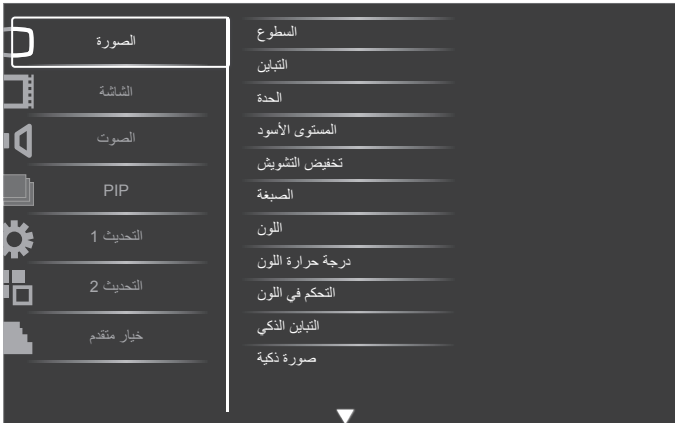 الصورة
الشاشة
الصوت
PIP
التحديث 1
التحديث 2
خيار متقدم
السطوع
التباين
الحدة
المستوى الأسود
تخفيض التشويش
الصبغة
اللون
درجة حرارة اللون
التحكم في اللون
التباين الذكي
صورة ذكية